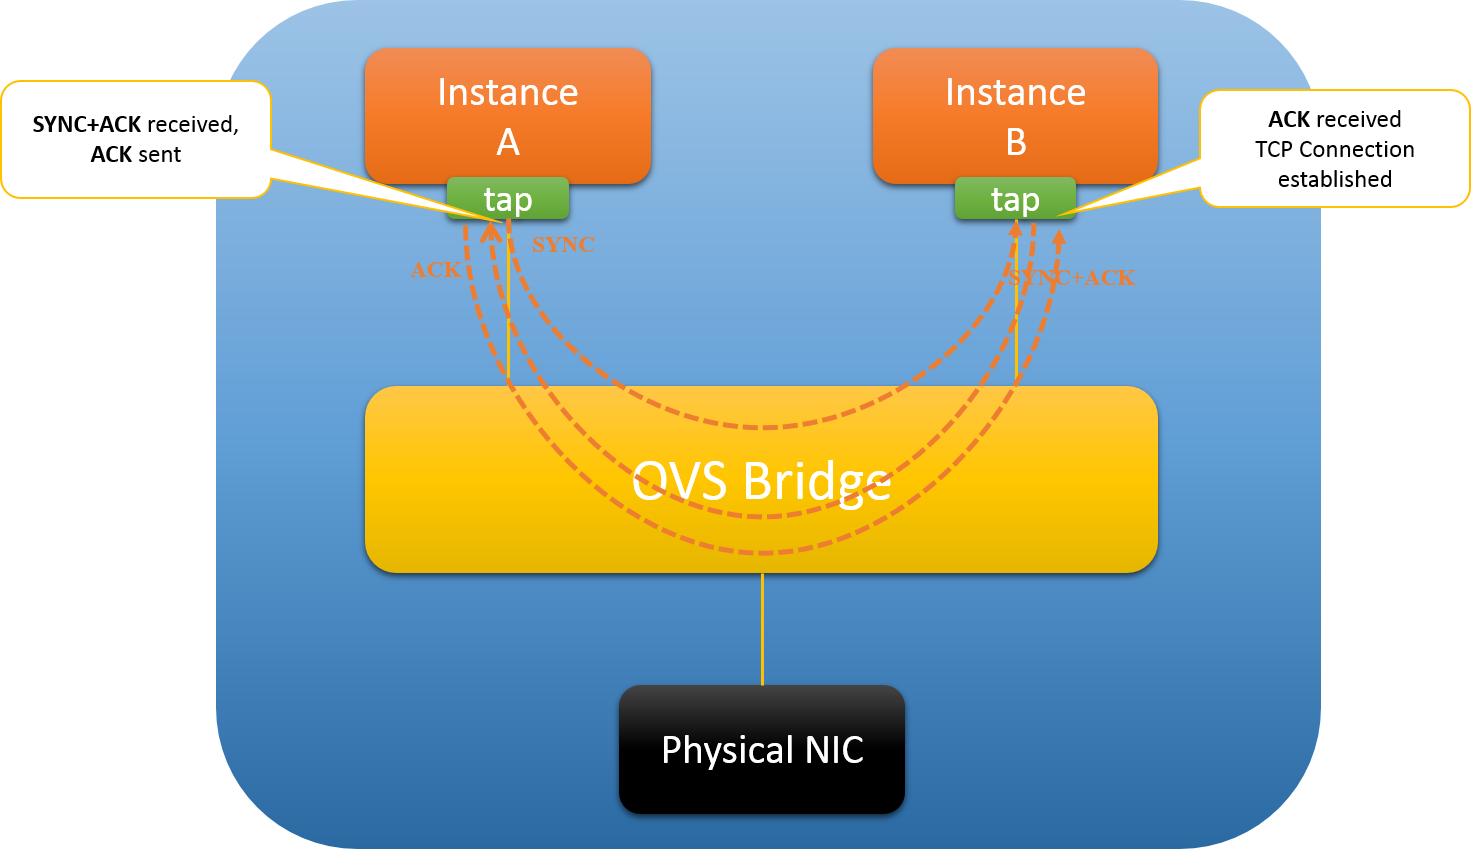 Instance
A
Instance
B
SYNC+ACK received,
ACK sent
ACK received
TCP Connection
established
tap
tap
SYNC
ACK
SYNC+ACK
OVS Bridge
Physical NIC